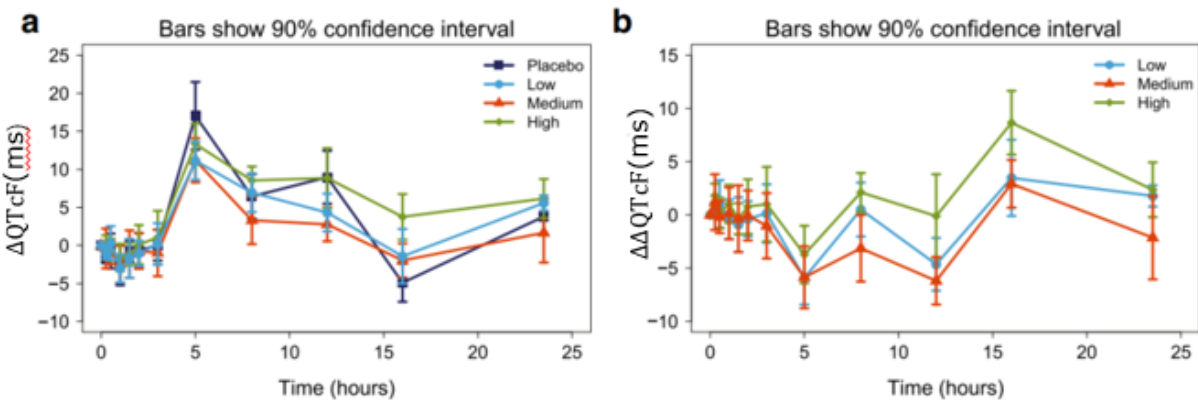 a
Bars show 90% confidence interval
25
20
15
10
5
0
−5
−10
ΔQTcF(ms)
Placebo
Low
Medium
High
0
5
10
15
20
25
Time (hours)
b
Bars show 90% confidence interval
15
10
5
0
−5
−10
ΔΔQTcF(ms)
Low
Medium
High
0
5
10
15
20
25
Time (hours)